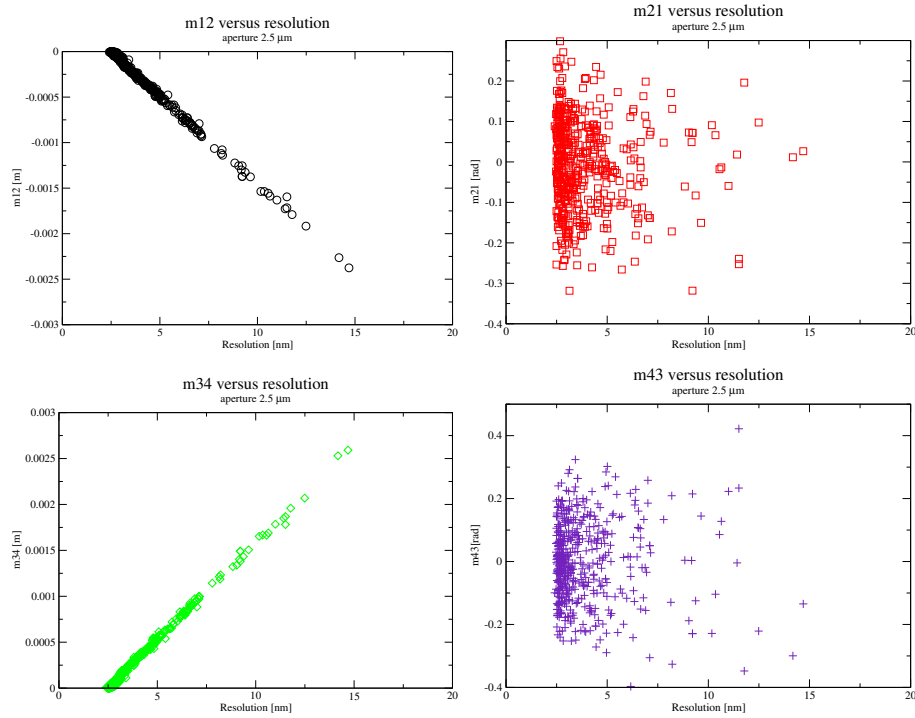 m12 versus resolution
aperture 2.5 μm
0
-0.0005
-0.001
-0.0015
-0.002
-0.0025
-0.003
m12 [m]
0 5 10 15 20
Resolution [nm]
m21 versus resolution
aperture 2.5 μm
0.2
0.1
0
-0.1
-0.2
-0.3
-0.4
m21 [rad]
0 5 10 15 20
Resolution [nm]
m34 versus resolution
aperture 2.5 μm
0.003
0.0025
0.002
0.0015
0.001
0.0005
0
m34 [m]
0 5 10 15 20
Resolution [nm]
m43 versus resolution
aperture 2.5 μm
0.4
0.2
0
-0.2
-0.4
m43[rad]
0 5 10 15 20
Resolution [nm]